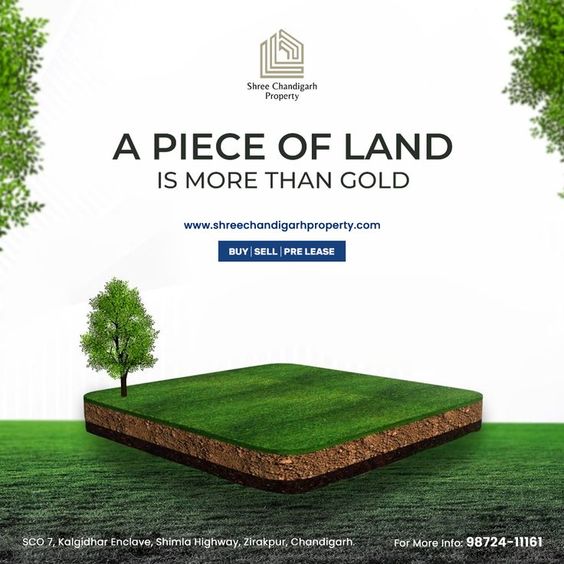 Shree Chandigarh
Property
A PIECE OF LAND
IS MORE THAN GOLD
www.shreechandigarhproperty.com
BUY | SELL | PRE LEASE
SCO 7, Kalgidhar Enclave, Shimla Highway, Zirakpur, Chandigarh.
For More Info: 98724-11161